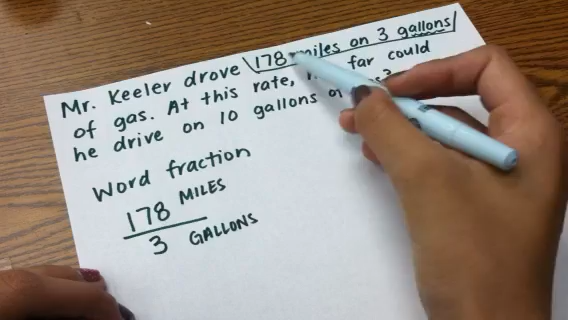 Mr. Keeler drove 178 miles on 3 gallons
of gas. At this rate, far could
he drive on 10 gallons
Word fraction
178 MILES
3 GALLONS